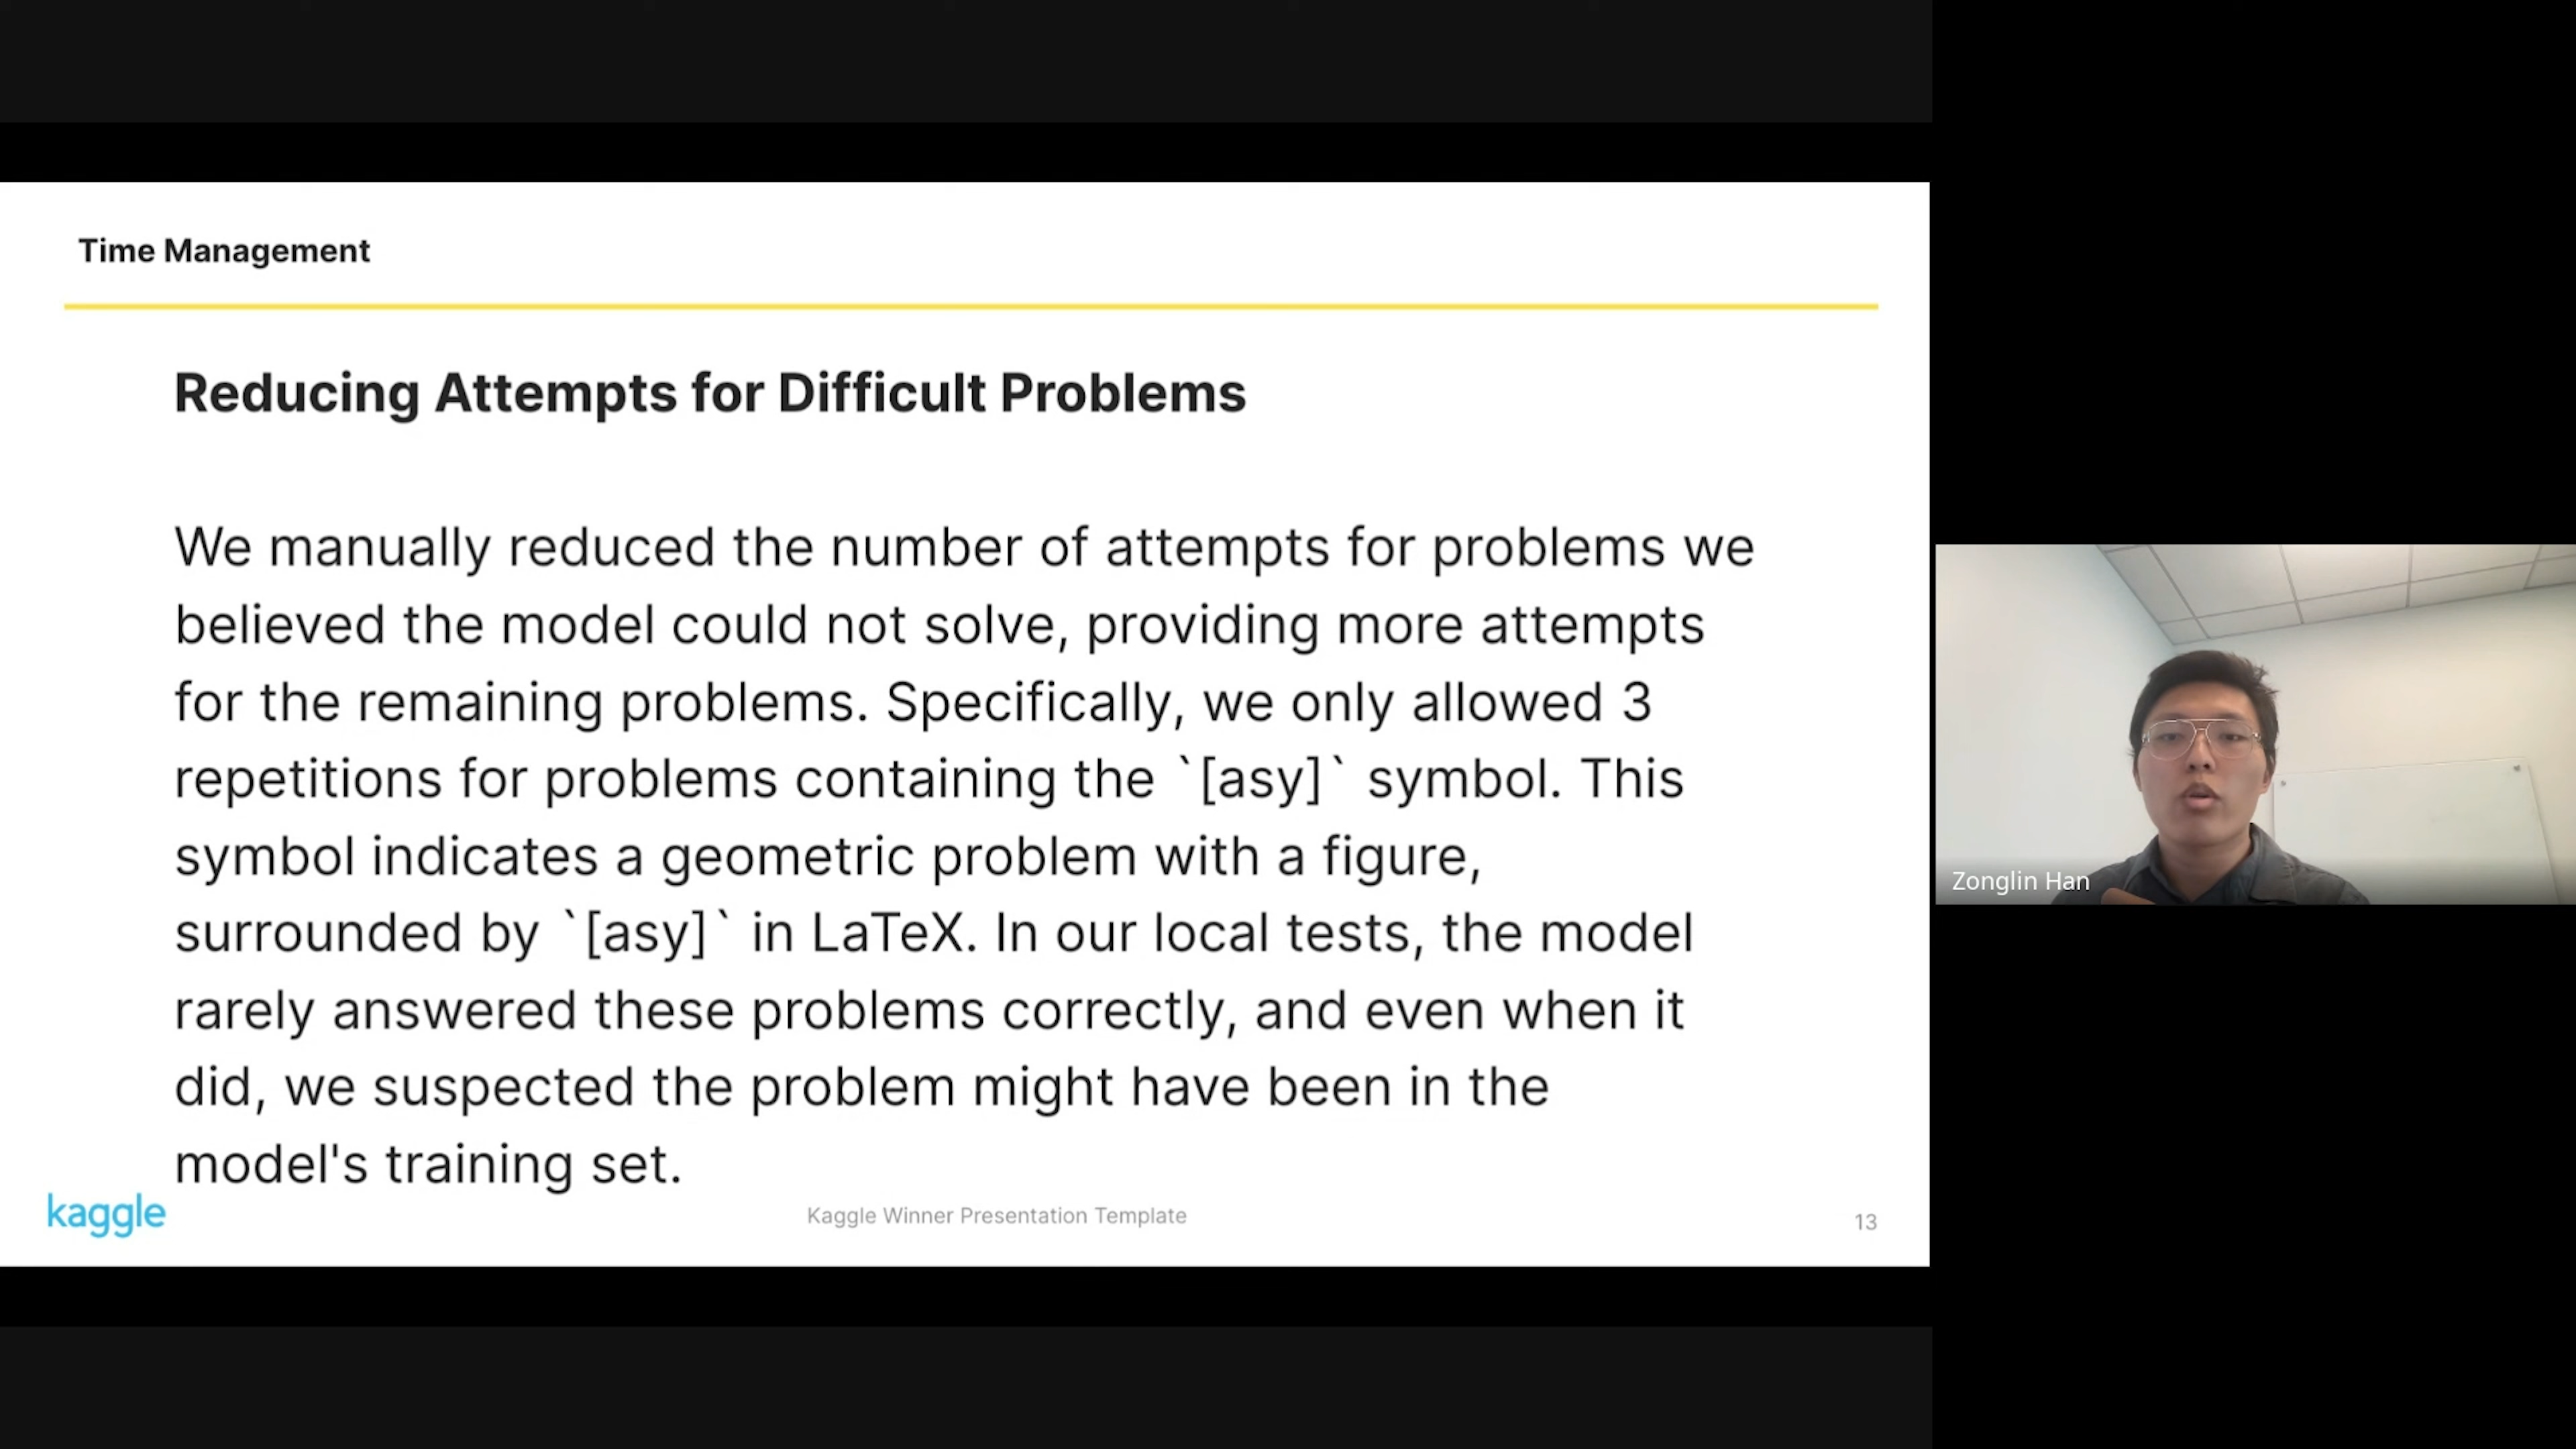 Time Management
Reducing Attempts for Difficult Problems
We manually reduced the number of attempts for problems we
believed the model could not solve, providing more attempts
for the remaining problems. Specifically, we only allowed 3
repetitions for problems containing the `[asy]` symbol. This
symbol indicates a geometric problem with a figure,
surrounded by `[asy]` in LaTeX. In our local tests, the model
rarely answered these problems correctly, and even when it
did, we suspected the problem might have been in the
model's training set.
kaggle
Kaggle Winner Presentation Template
13
Zonglin Han